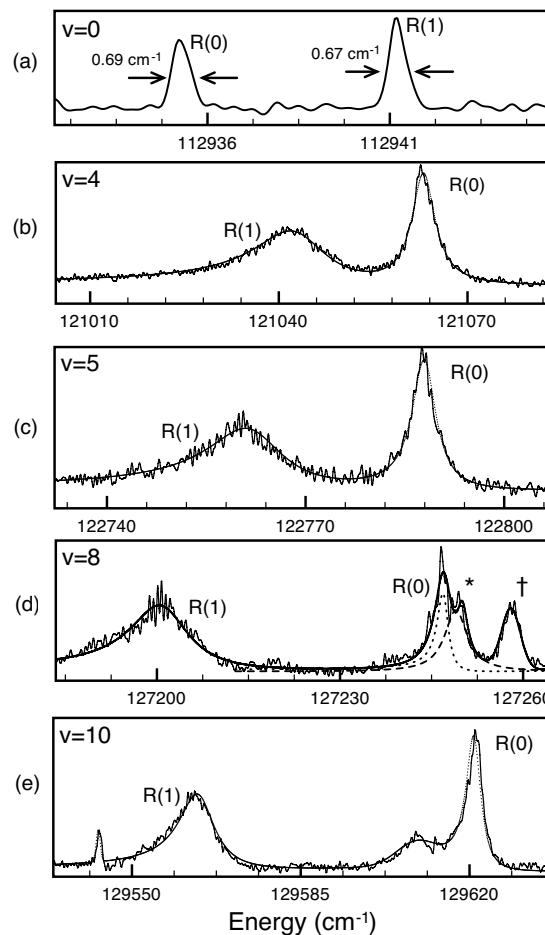 (a)
v=0
R(0)
R(1)
0.69 cm⁻¹
0.67 cm⁻¹
112936
112941
(b)
v=4
R(1)
R(0)
121010
121040
121070
(c)
v=5
R(1)
R(0)
122740
122770
122800
(d)
v=8
R(1)
R(0)
*
†
127200
127230
127260
(e)
v=10
R(1)
R(0)
129550
129585
129620
Energy (cm⁻¹)